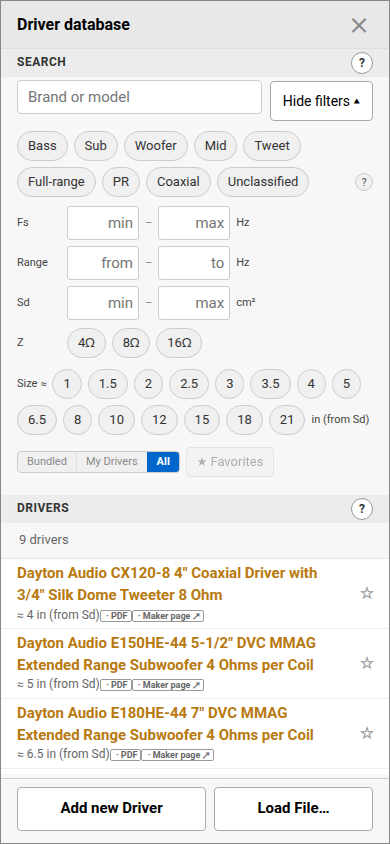 Driver database
SEARCH ?
Brand or model Hide filters ▴
Bass Sub Woofer Mid Tweet
Full-range PR Coaxial Unclassified ?
Fs min – max Hz
Range from – to Hz
Sd min – max cm²
Z 4Ω 8Ω 16Ω
Size ≈ 1 1.5 2 2.5 3 3.5 4 5
6.5 8 10 12 15 18 21 in (from Sd)
Bundled My Drivers All ★ Favorites
DRIVERS ?
9 drivers
Dayton Audio CX120-8 4" Coaxial Driver with
3/4" Silk Dome Tweeter 8 Ohm ☆
≈ 4 in (from Sd) · PDF · Maker page ↗
Dayton Audio E150HE-44 5-1/2" DVC MMAG
Extended Range Subwoofer 4 Ohms per Coil ☆
≈ 5 in (from Sd) · PDF · Maker page ↗
Dayton Audio E180HE-44 7" DVC MMAG
Extended Range Subwoofer 4 Ohms per Coil ☆
≈ 6.5 in (from Sd) · PDF · Maker page ↗
Add new Driver Load File...